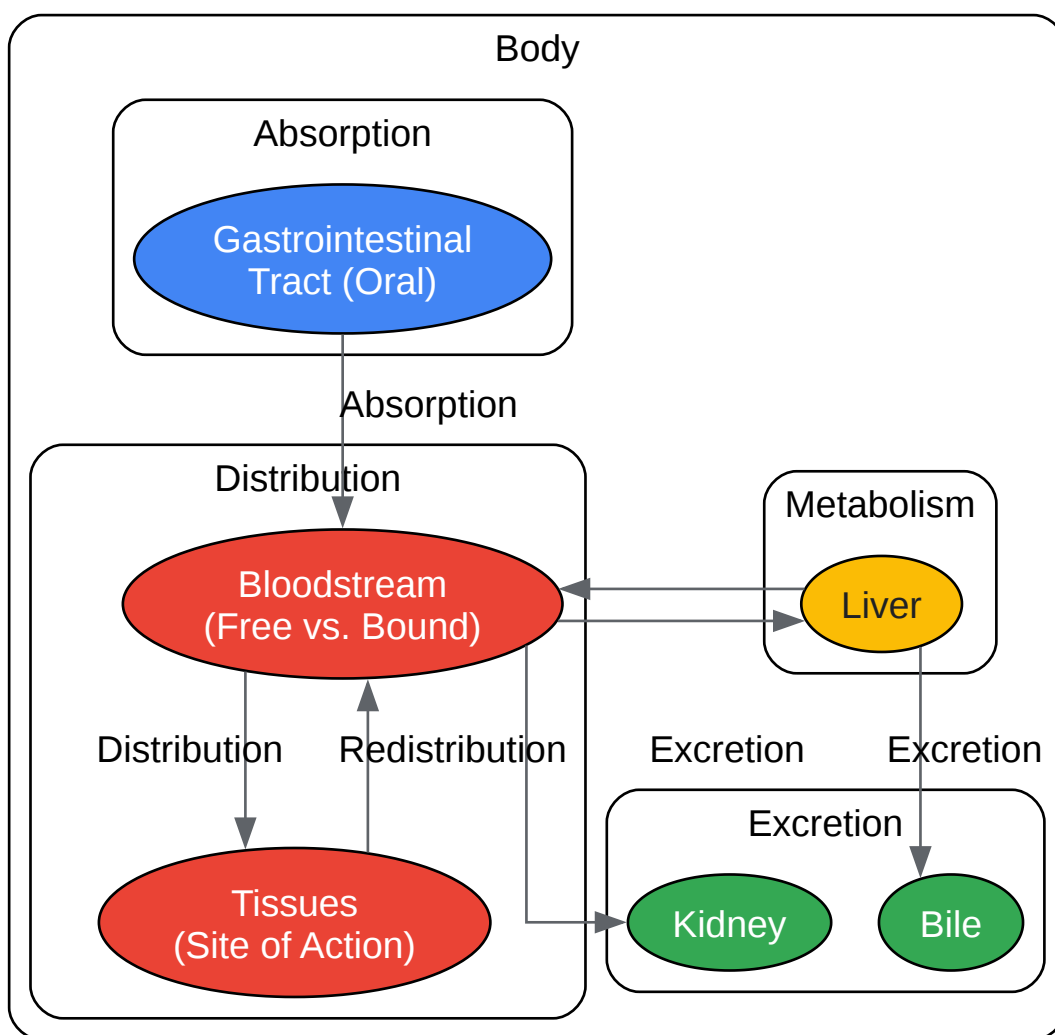 Body
Absorption
Gastrointestinal
Tract (Oral)
Absorption
Distribution
Metabolism
Bloodstream
(Free vs. Bound)
Liver
Distribution
Redistribution
Excretion
Excretion
Excretion
Tissues
(Site of Action)
Kidney
Bile